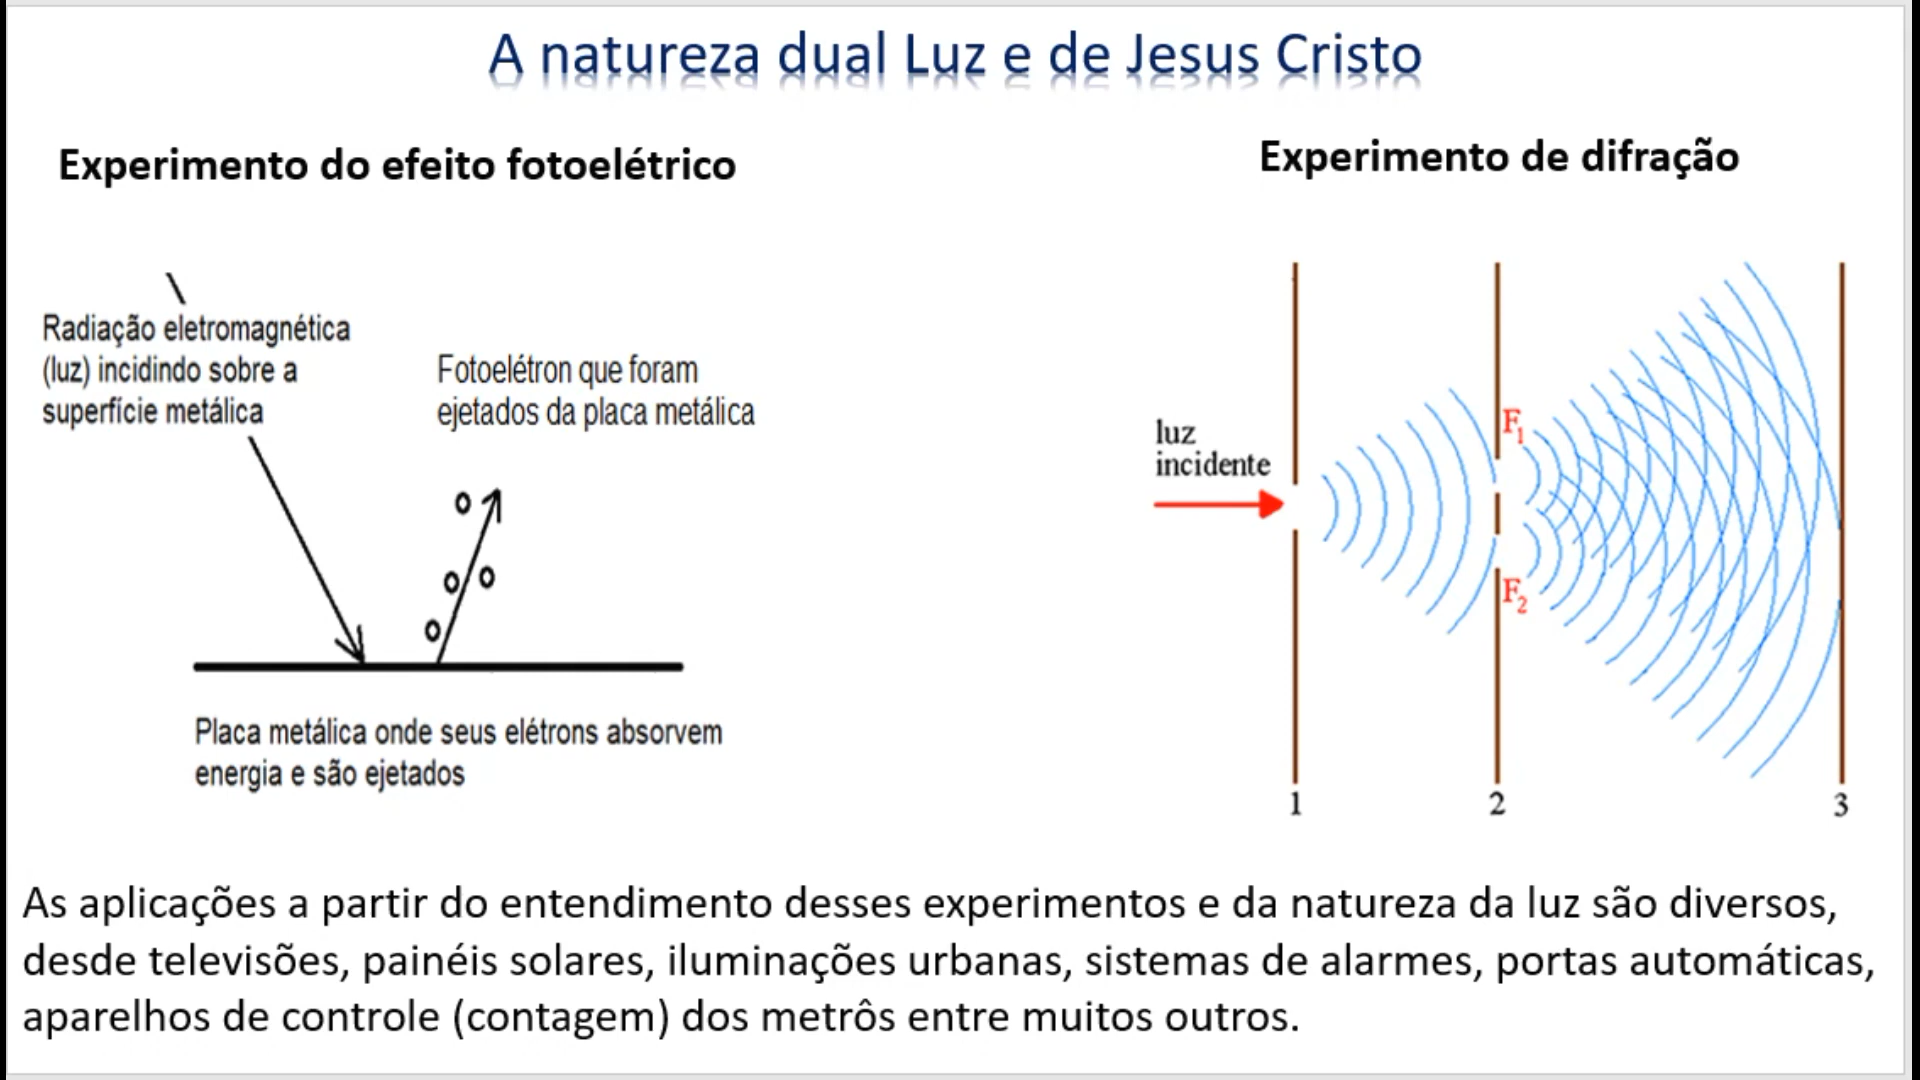 A natureza dual Luz e de Jesus Cristo
Experimento do efeito fotoelétrico
Radiação eletromagnética
(luz) incidindo sobre a
superfície metálica
Fotoelétron que foram
ejetados da placa metálica
Placa metálica onde seus elétrons absorvem
energia e são ejetados
Experimento de difração
luz
incidente
F1
F2
1
2
3
As aplicações a partir do entendimento desses experimentos e da natureza da luz são diversos,
desde televisões, painéis solares, iluminações urbanas, sistemas de alarmes, portas automáticas,
aparelhos de controle (contagem) dos metrôs entre muitos outros.